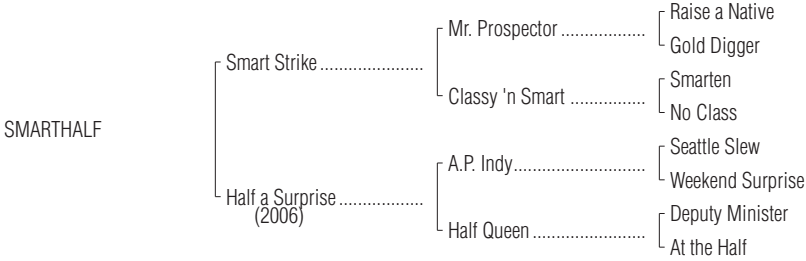 Raise a Native
Mr. Prospector ..................
Gold Digger
Smart Strike ......................
Smarten
Classy 'n Smart ................
No Class
SMARTHALF
Seattle Slew
A.P. Indy............................
Weekend Surprise
Half a Surprise ..................
(2006)
Deputy Minister
Half Queen ........................
At the Half